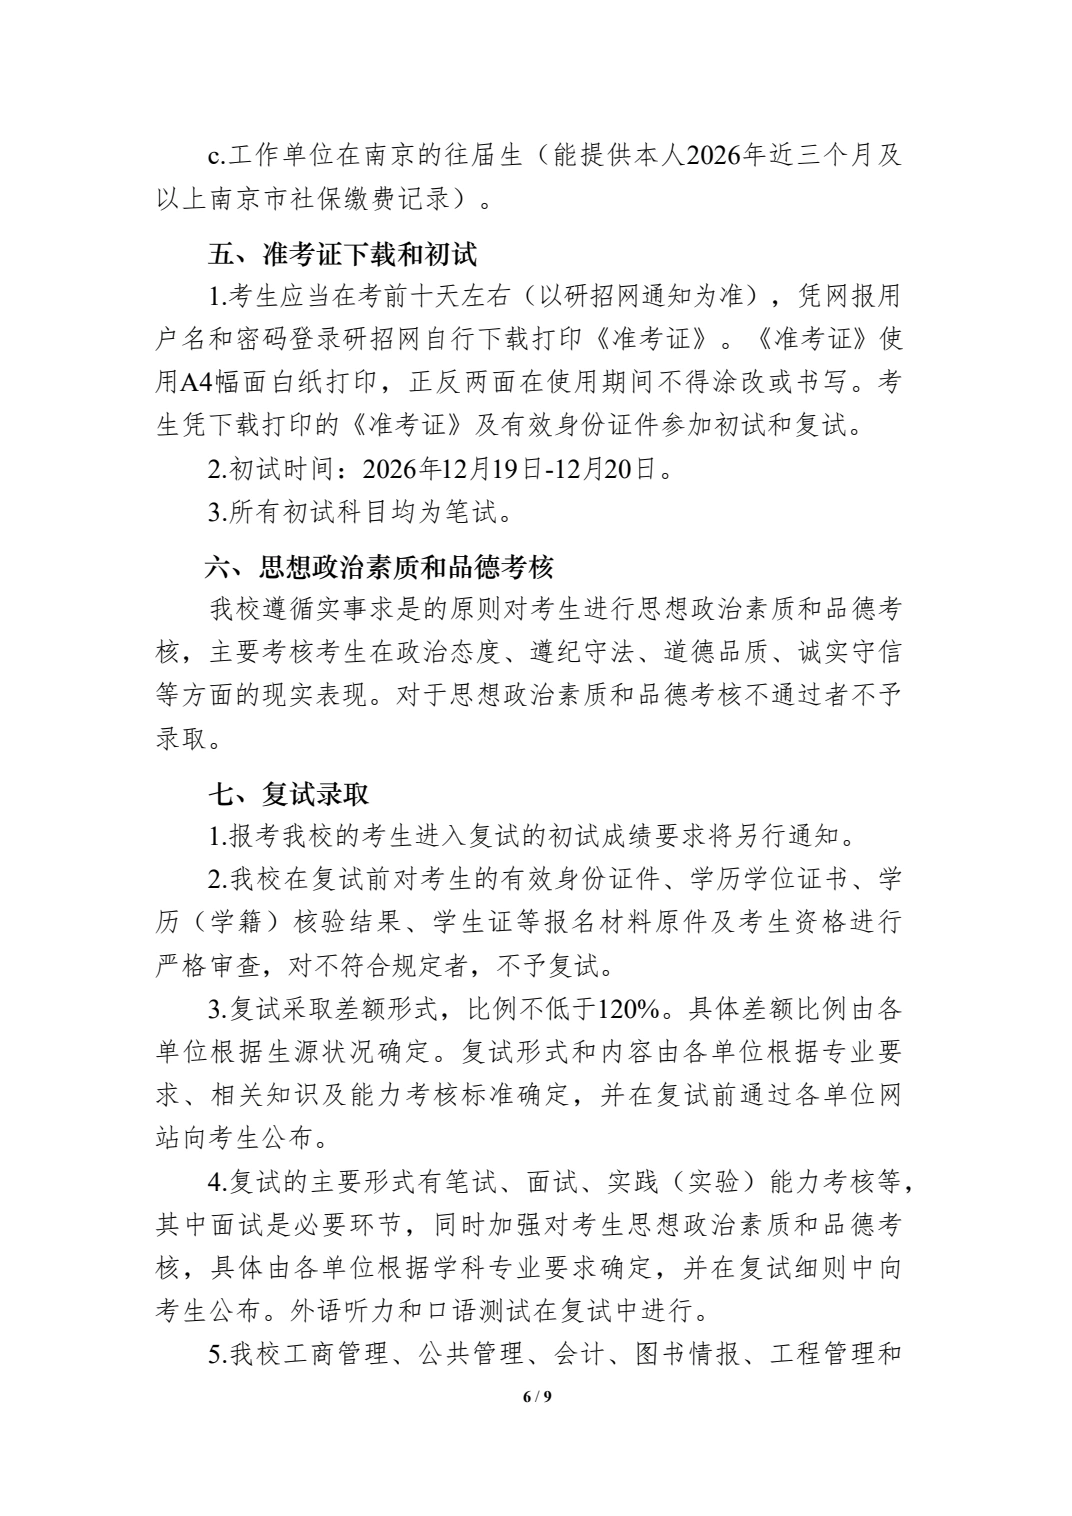 c.工作单位在南京的往届生（能提供本人2026年近三个月及
以上南京市社保缴费记录）。
五、准考证下载和初试
1.考生应当在考前十天左右（以研招网通知为准），凭网报用
户名和密码登录研招网自行下载打印《准考证》。《准考证》使
用A4幅面白纸打印，正反两面在使用期间不得涂改或书写。考
生凭下载打印的《准考证》及有效身份证件参加初试和复试。
2.初试时间：2026年12月19日-12月20日。
3.所有初试科目均为笔试。
六、思想政治素质和品德考核
我校遵循实事求是的原则对考生进行思想政治素质和品德考
核，主要考核考生在政治态度、遵纪守法、道德品质、诚实守信
等方面的现实表现。对于思想政治素质和品德考核不通过者不予
录取。
七、复试录取
1.报考我校的考生进入复试的初试成绩要求将另行通知。
2.我校在复试前对考生的有效身份证件、学历学位证书、学
历（学籍）核验结果、学生证等报名材料原件及考生资格进行
严格审查，对不符合规定者，不予复试。
3.复试采取差额形式，比例不低于120%。具体差额比例由各
单位根据生源状况确定。复试形式和内容由各单位根据专业要
求、相关知识及能力考核标准确定，并在复试前通过各单位网
站向考生公布。
4.复试的主要形式有笔试、面试、实践（实验）能力考核等，
其中面试是必要环节，同时加强对考生思想政治素质和品德考
核，具体由各单位根据学科专业要求确定，并在复试细则中向
考生公布。外语听力和口语测试在复试中进行。
5.我校工商管理、公共管理、会计、图书情报、工程管理和
6 / 9